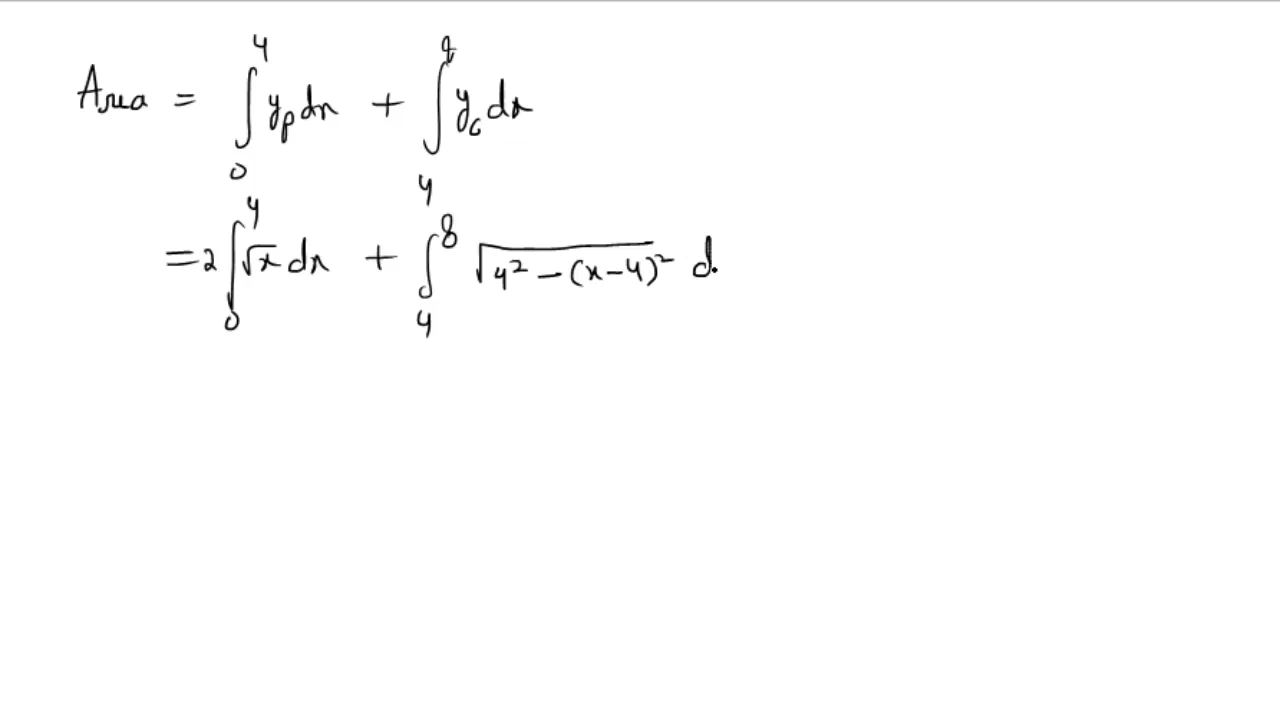 Area = ∫₀⁴ y_p dx + ∫₄⁸ y_c dx
= 2 ∫₀⁴ √x dx + ∫₄⁸ √(4² − (x−4)²) d